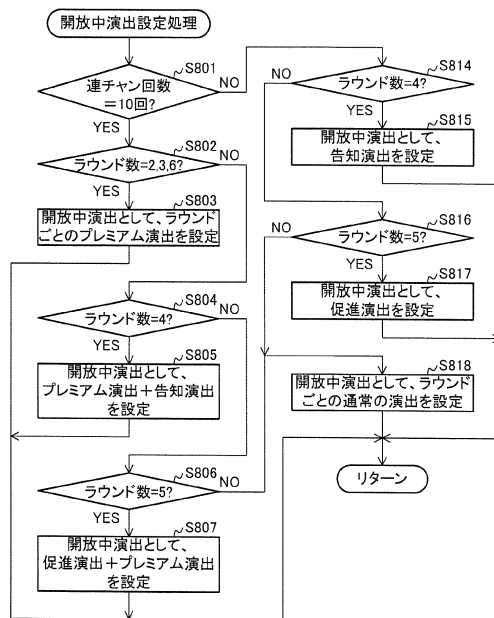 開放中演出設定処理
S801
連チャン回数
=10回?
NO
YES
S802
ラウンド数=2,3,6?
NO
YES
S803
開放中演出として、ラウンド
ごとのプレミアム演出を設定
S804
ラウンド数=4?
NO
YES
S805
開放中演出として、
プレミアム演出+告知演出
を設定
S806
ラウンド数=5?
NO
YES
S807
開放中演出として、
促進演出+プレミアム演出
を設定
S814
NO
ラウンド数=4?
YES
S815
開放中演出として、
告知演出を設定
S816
NO
ラウンド数=5?
YES
S817
開放中演出として、
促進演出を設定
S818
開放中演出として、ラウンド
ごとの通常の演出を設定
リターン